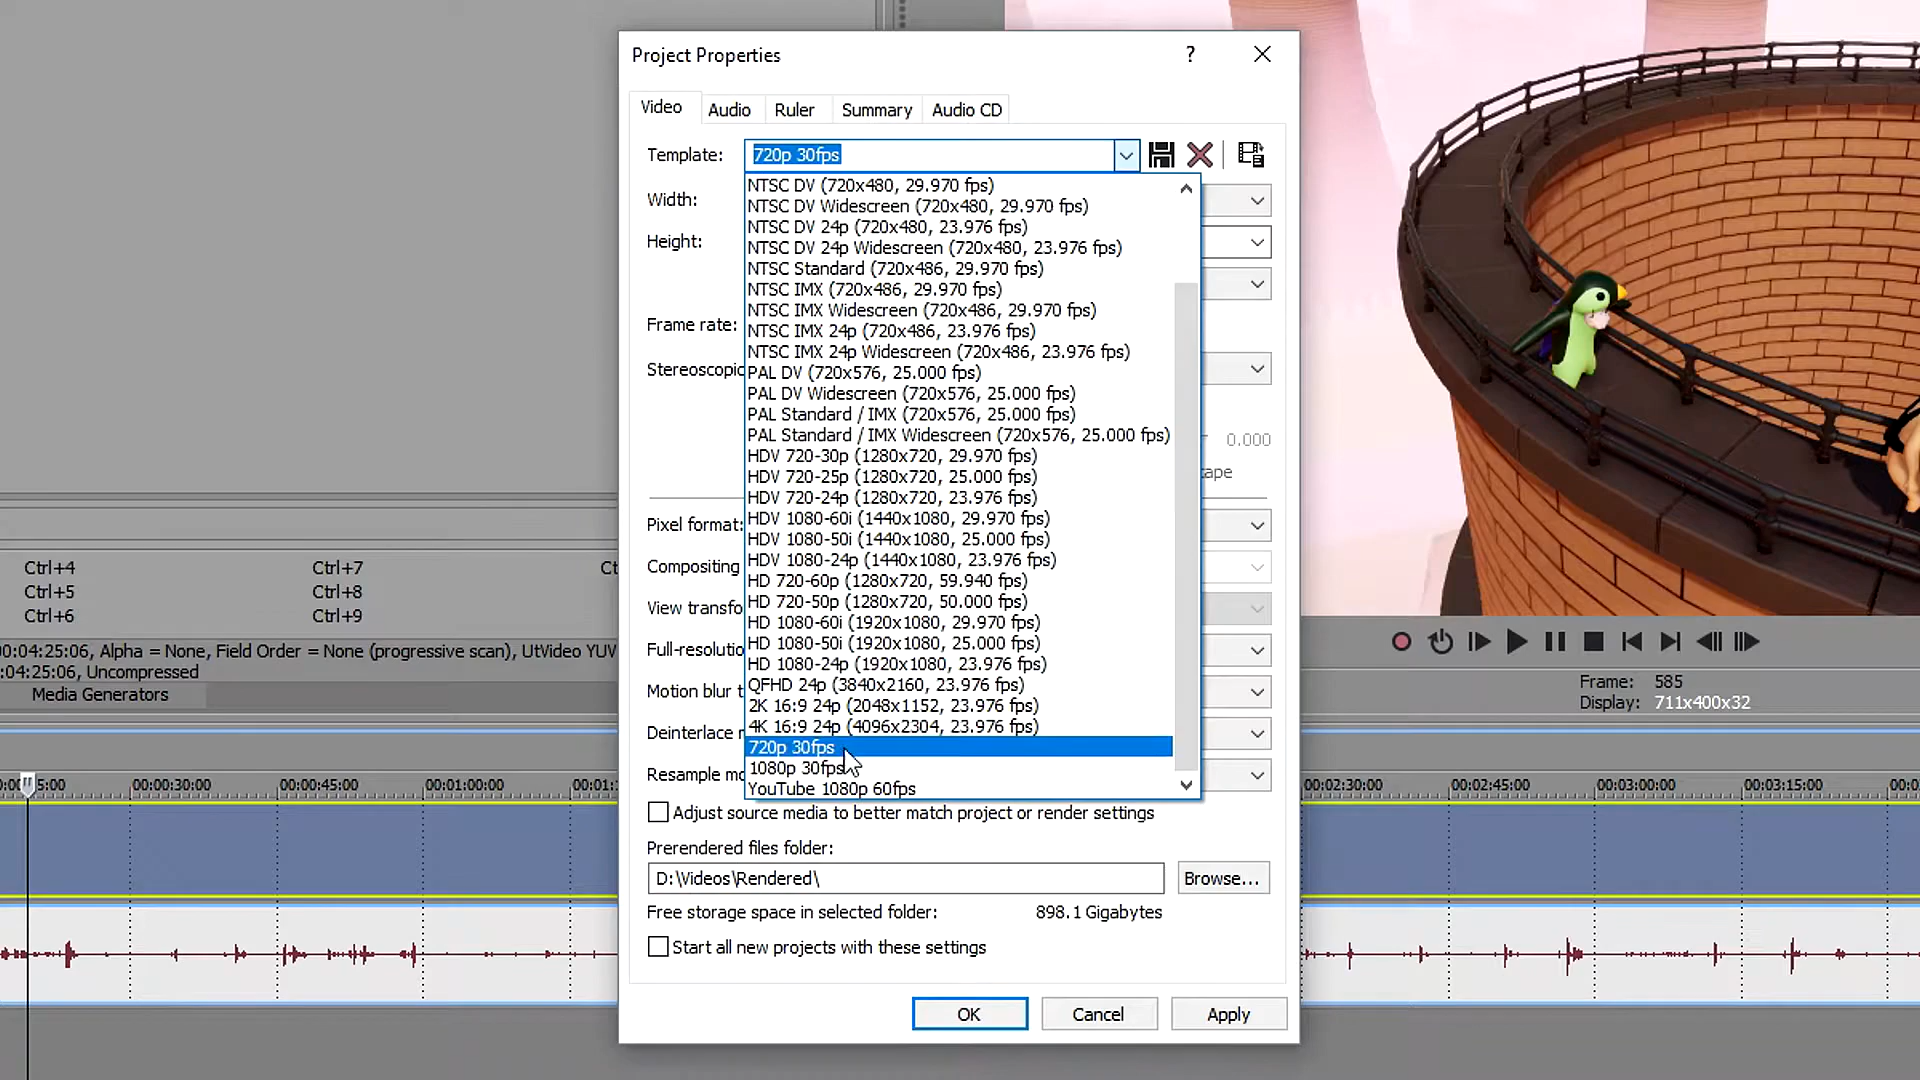 Project Properties
?
Video
Audio
Ruler
Summary
Audio CD
Template:
720p 30fps
NTSC DV (720x480, 29.970 fps)
NTSC DV Widescreen (720x480, 29.970 fps)
NTSC DV 24p (720x480, 23.976 fps)
NTSC DV 24p Widescreen (720x480, 23.976 fps)
NTSC Standard (720x486, 29.970 fps)
NTSC IMX (720x486, 29.970 fps)
NTSC IMX Widescreen (720x486, 29.970 fps)
NTSC IMX 24p (720x486, 23.976 fps)
NTSC IMX 24p Widescreen (720x486, 23.976 fps)
PAL DV (720x576, 25.000 fps)
PAL DV Widescreen (720x576, 25.000 fps)
PAL Standard / IMX (720x576, 25.000 fps)
PAL Standard / IMX Widescreen (720x576, 25.000 fps)
HDV 720-30p (1280x720, 29.970 fps)
HDV 720-25p (1280x720, 25.000 fps)
HDV 720-24p (1280x720, 23.976 fps)
HDV 1080-60i (1440x1080, 29.970 fps)
HDV 1080-50i (1440x1080, 25.000 fps)
HDV 1080-24p (1440x1080, 23.976 fps)
HD 720-60p (1280x720, 59.940 fps)
HD 720-50p (1280x720, 50.000 fps)
HD 1080-60i (1920x1080, 29.970 fps)
HD 1080-50i (1920x1080, 25.000 fps)
HD 1080-24p (1920x1080, 23.976 fps)
QFHD 24p (3840x2160, 23.976 fps)
2K 16:9 24p (2048x1152, 23.976 fps)
4K 16:9 24p (4096x2304, 23.976 fps)
720p 30fps
1080p 30fps
YouTube 1080p 60fps
Width:
Height:
Frame rate:
Stereoscopic
0.000
cape
Pixel format:
Compositing
View transfo
Full-resolutio
Motion blur t
Deinterlace m
Resample mo
Adjust source media to better match project or render settings
Prerendered files folder:
D:\Videos\Rendered\
Browse...
Free storage space in selected folder: 898.1 Gigabytes
Start all new projects with these settings
OK
Cancel
Apply
Ctrl+4 Ctrl+7 Ct
Ctrl+5 Ctrl+8
Ctrl+6 Ctrl+9
0:04:25:06, Alpha = None, Field Order = None (progressive scan), UtVideo YUV
:04:25:06, Uncompressed
Media Generators
Frame: 585
Display: 711x400x32
5:00 00:00:30:00 00:00:45:00 00:01:00:00 00:01:1
00:02:30:00 00:02:45:00 00:03:00:00 00:03:15:00 00:0